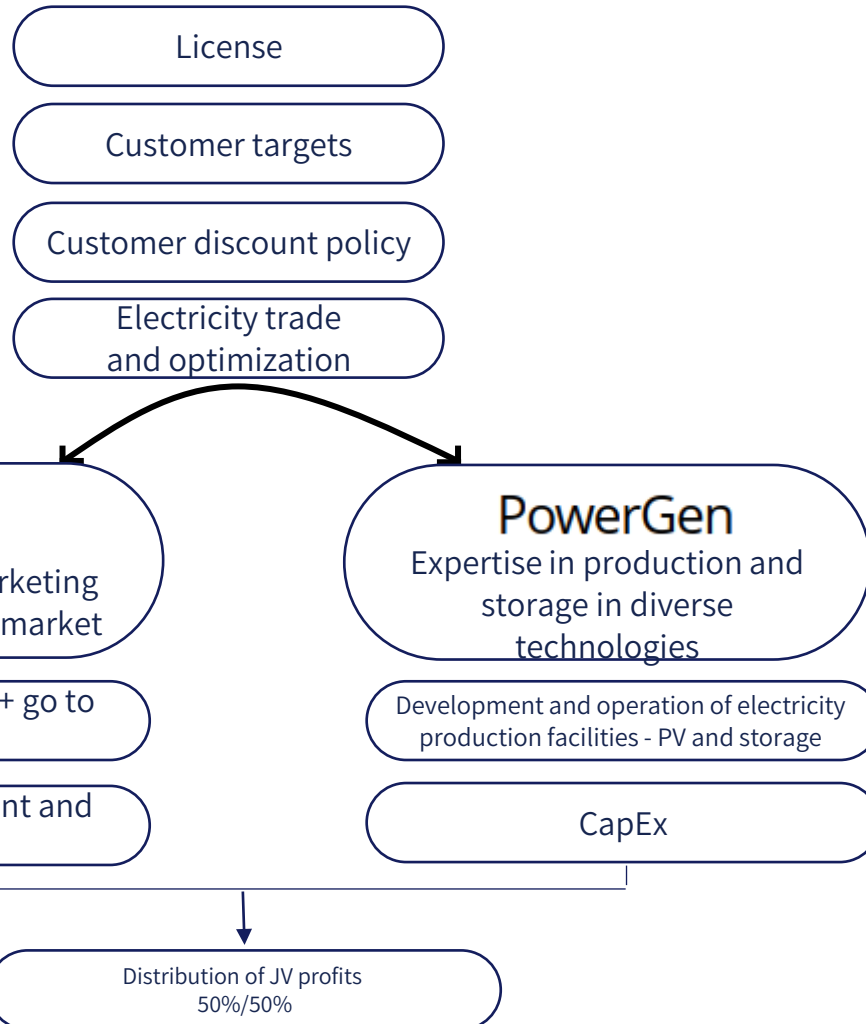 License
Customer targets
Customer discount policy
Electricity trade
and optimization
rketing
market
+ go to
nt and
PowerGen
Expertise in production and
storage in diverse
technologies
Development and operation of electricity
production facilities - PV and storage
CapEx
Distribution of JV profits
50%/50%